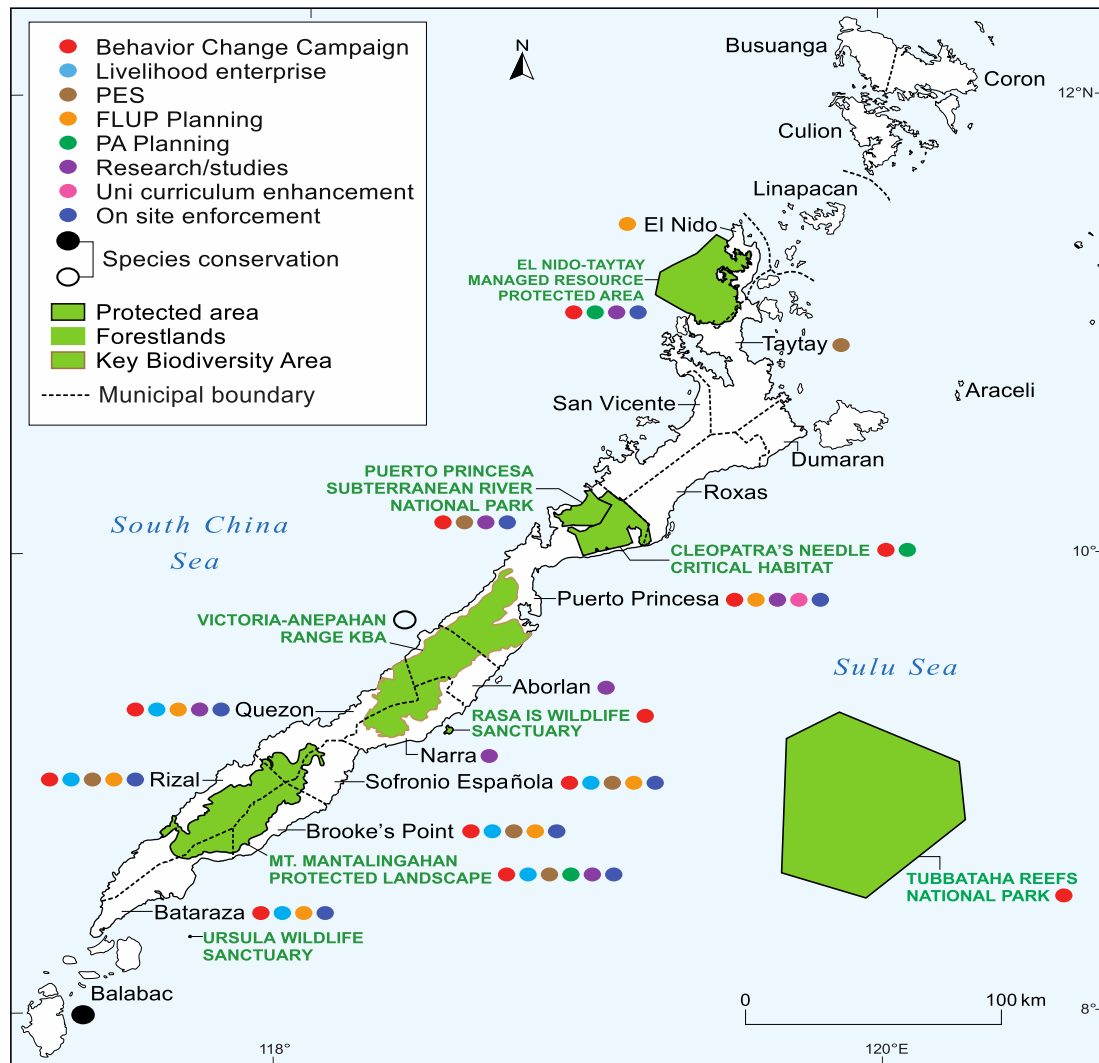 Behavior Change Campaign
Livelihood enterprise
PES
FLUP Planning
PA Planning
Research/studies
Uni curriculum enhancement
On site enforcement
Species conservation
Protected area
Forestlands
Key Biodiversity Area
Municipal boundary
N
Busuanga
Coron
12°N
Culion
Linapacan
El Nido
EL NIDO-TAYTAY
MANAGED RESOURCE
PROTECTED AREA
Taytay
Araceli
San Vicente
Dumaran
PUERTO PRINCESA
SUBTERRANEAN RIVER
NATIONAL PARK
Roxas
South China
Sea
10°
CLEOPATRA'S NEEDLE
CRITICAL HABITAT
Puerto Princesa
VICTORIA-ANEPAHAN
RANGE KBA
Sulu Sea
Aborlan
Quezon
RASA IS WILDLIFE
SANCTUARY
Narra
Rizal
Sofronio Española
Brooke's Point
MT. MANTALINGAHAN
PROTECTED LANDSCAPE
TUBBATAHA REEFS
NATIONAL PARK
Bataraza
URSULA WILDLIFE
SANCTUARY
Balabac
0
100 km
8°
118°
120°E